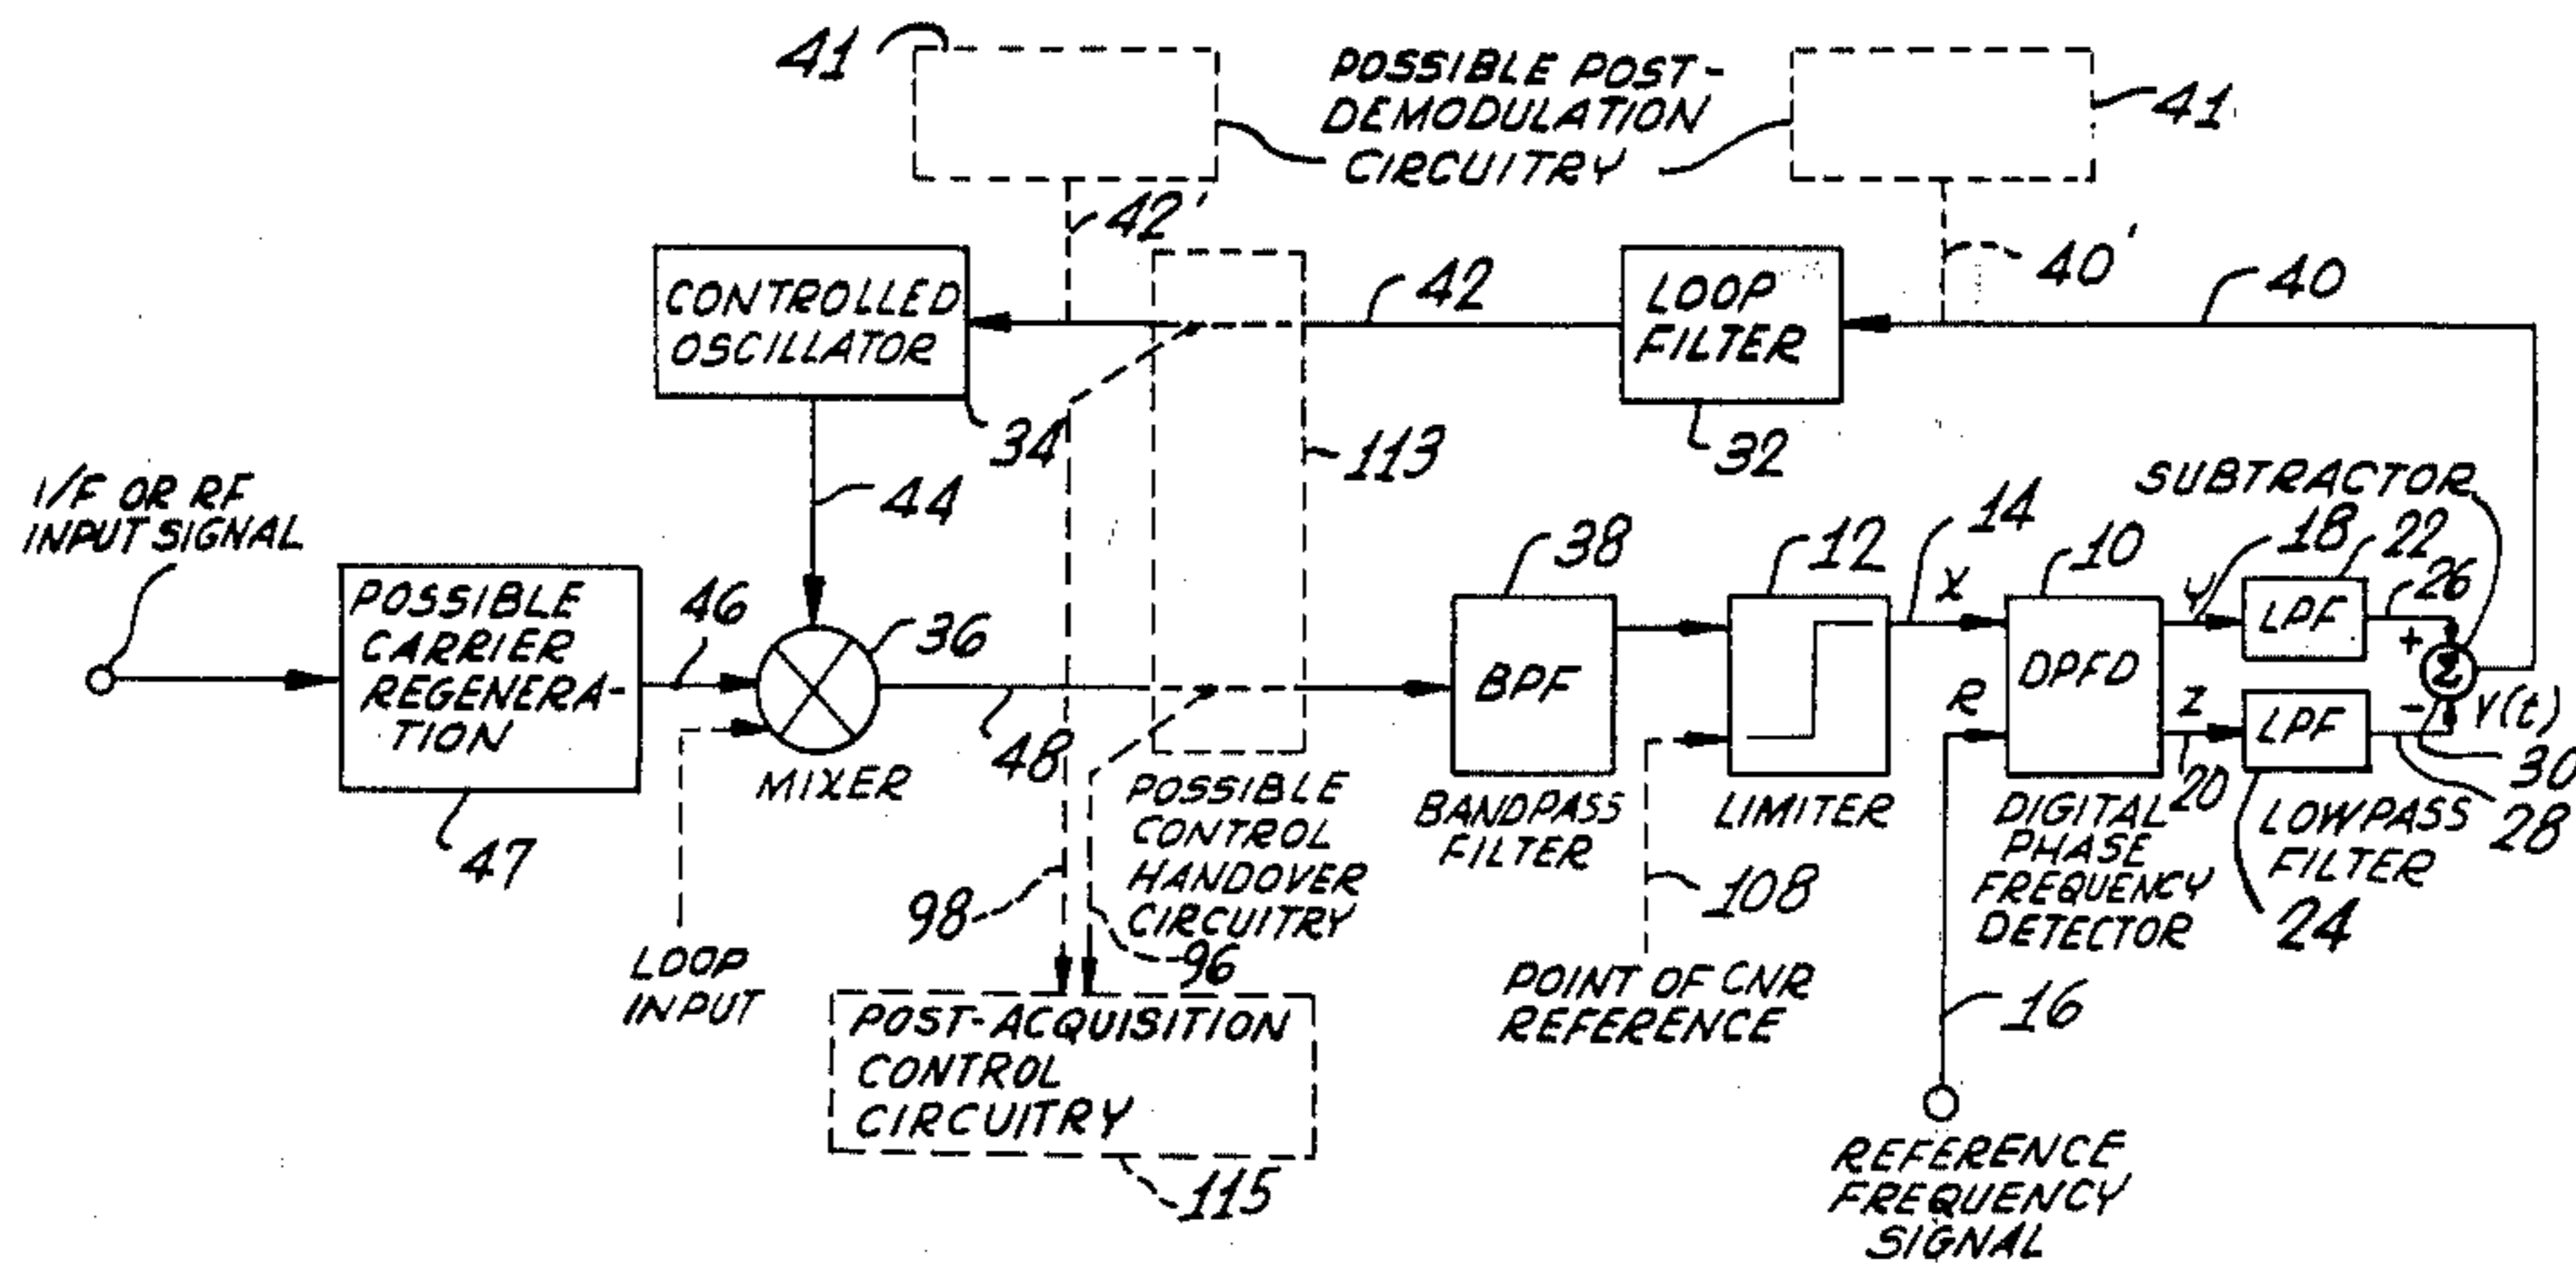 41
POSSIBLE POST-
DEMODULATION
CIRCUITRY
41
42'
40'
CONTROLLED
OSCILLATOR
42
LOOP
FILTER
40
34
113
32
44
I/F OR RF
INPUT SIGNAL
SUBTRACTOR
POSSIBLE
CARRIER
REGENERA-
TION
46
36
38
12
14
10
18
22
26
X
Y
LPF
+
BPF
DPFD
Σ
R
Z
LPF
-
V(t)
47
MIXER
48
20
30
28
POSSIBLE
CONTROL
HANDOVER
CIRCUITRY
BANDPASS
FILTER
LIMITER
DIGITAL
PHASE
FREQUENCY
DETECTOR
LOWPASS
FILTER
24
98
96
108
LOOP
INPUT
POINT OF CNR
REFERENCE
16
POST-ACQUISITION
CONTROL
CIRCUITRY
115
REFERENCE
FREQUENCY
SIGNAL